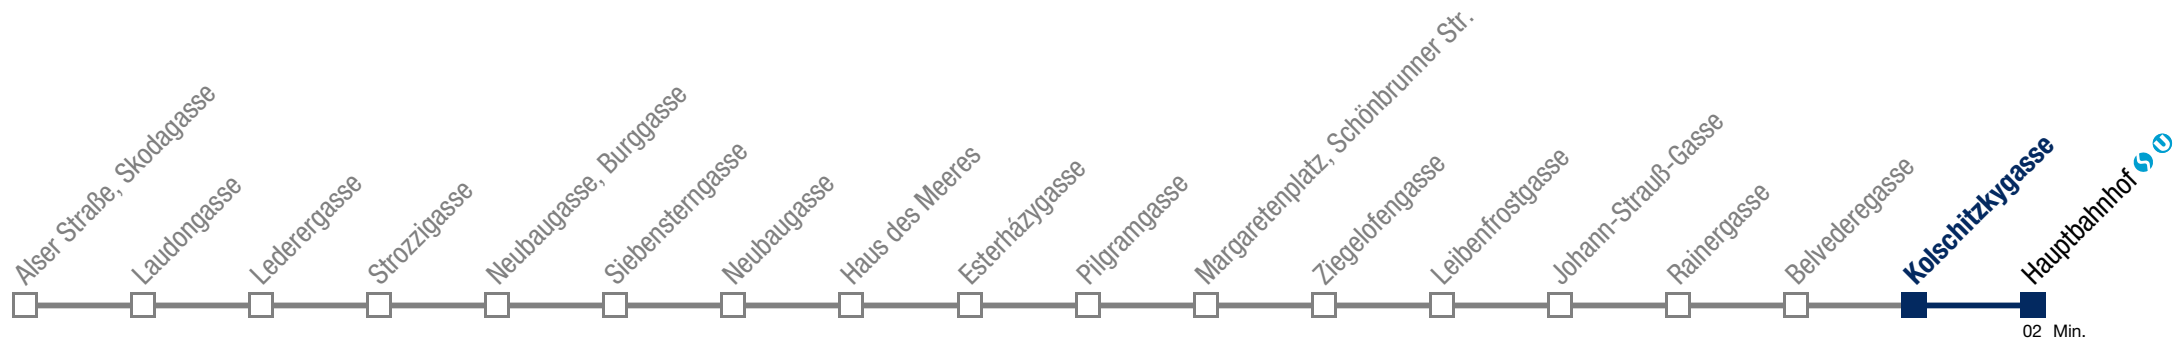 Alser Straße, Skodagasse
Laudongasse
Lederergasse
Strozzigasse
Neubaugasse, Burggasse
Siebensterngasse
Neubaugasse
Haus des Meeres
Esterházygasse
Pilgramgasse
Margaretenplatz, Schönbrunner Str.
Ziegelofengasse
Leibenfrostgasse
Johann-Strauß-Gasse
Rainergasse
Belvederegasse
Kolschitzkygasse
Hauptbahnhof S U
02 Min.